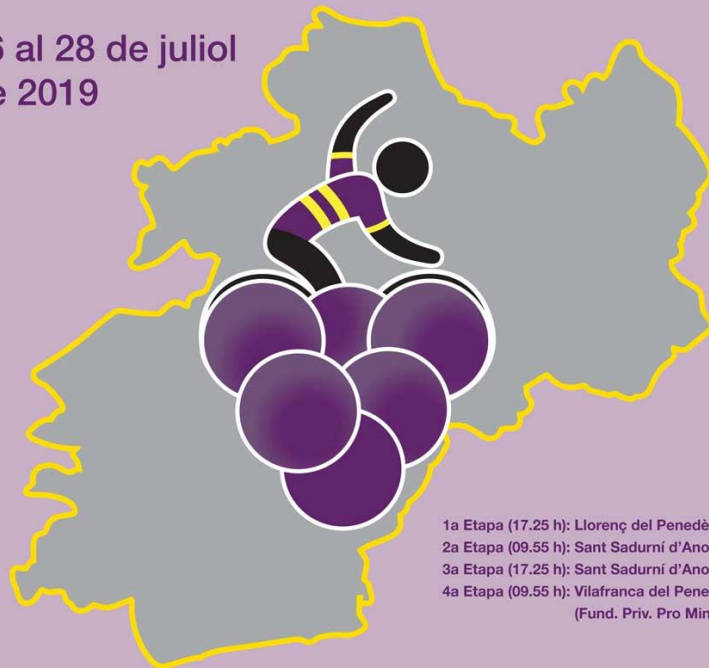 6 al 28 de juliol
e 2019
1a Etapa (17.25 h): Llorenç del Penedè
2a Etapa (09.55 h): Sant Sadurní d'Ano
3a Etapa (17.25 h): Sant Sadurní d'Ano
4a Etapa (09.55 h): Vilafranca del Pene
(Fund. Priv. Pro Min